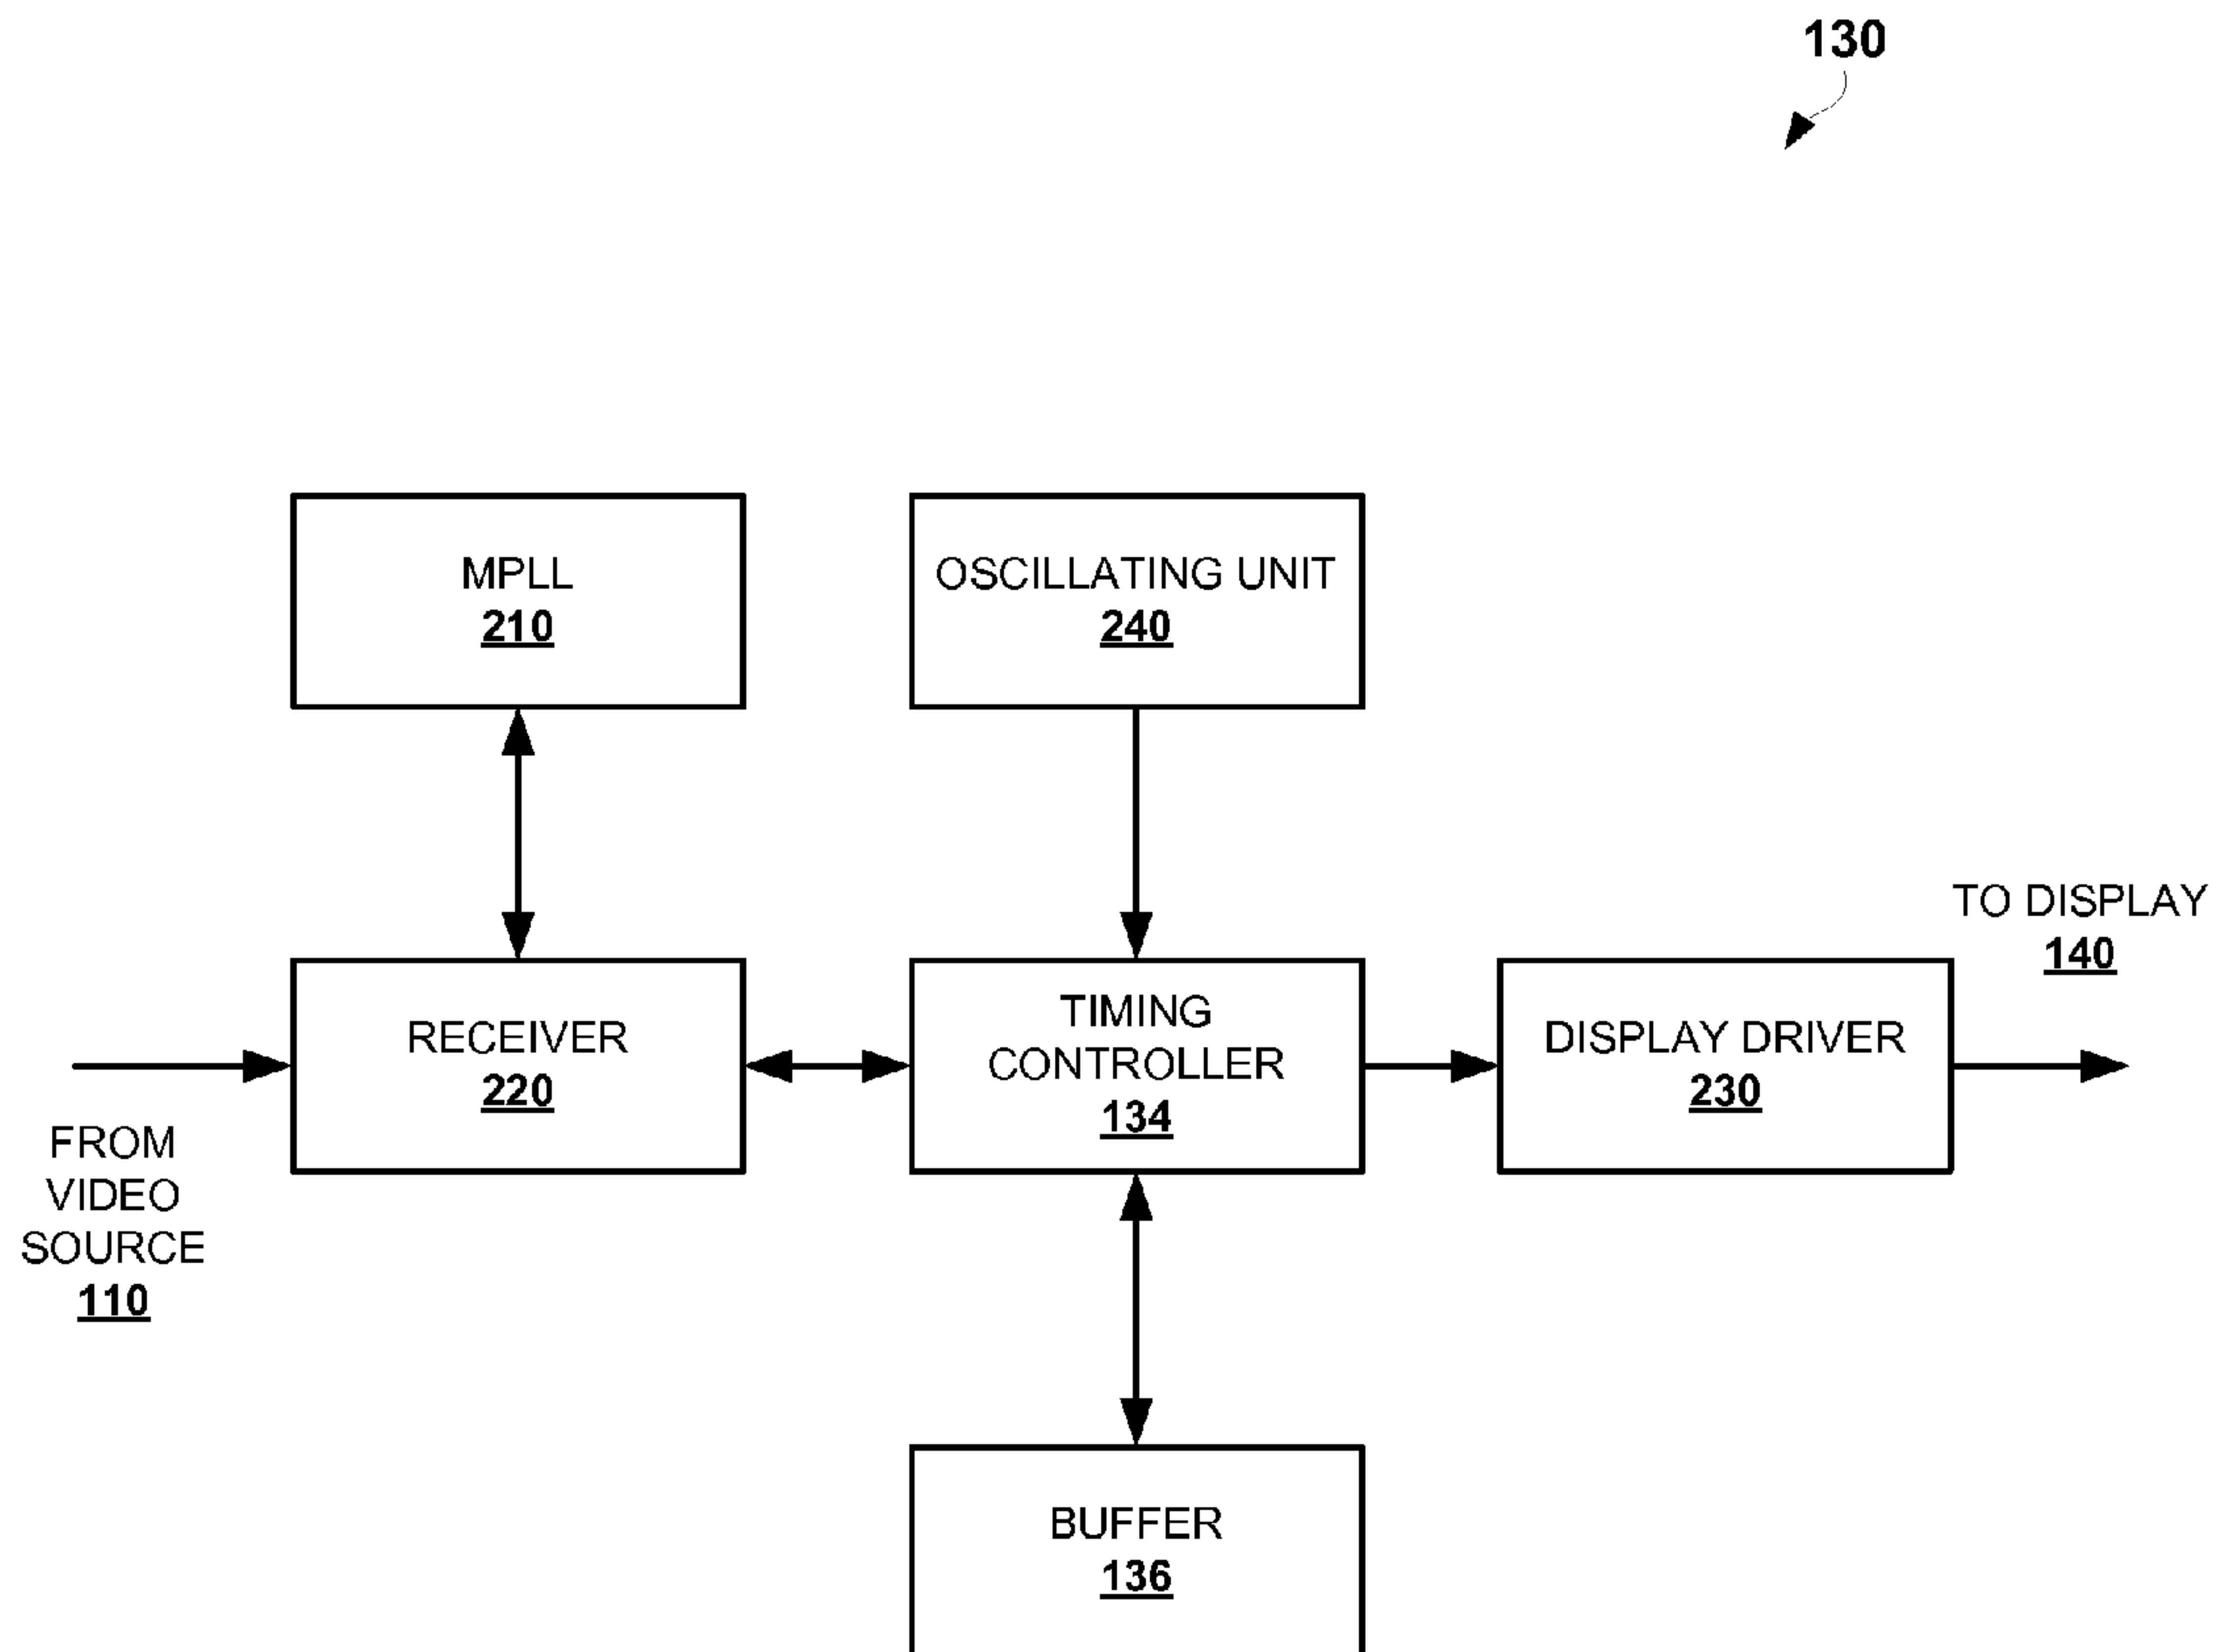 130
MPLL
210
OSCILLATING UNIT
240
TO DISPLAY
140
RECEIVER
220
TIMING
CONTROLLER
134
DISPLAY DRIVER
230
FROM
VIDEO
SOURCE
110
BUFFER
136